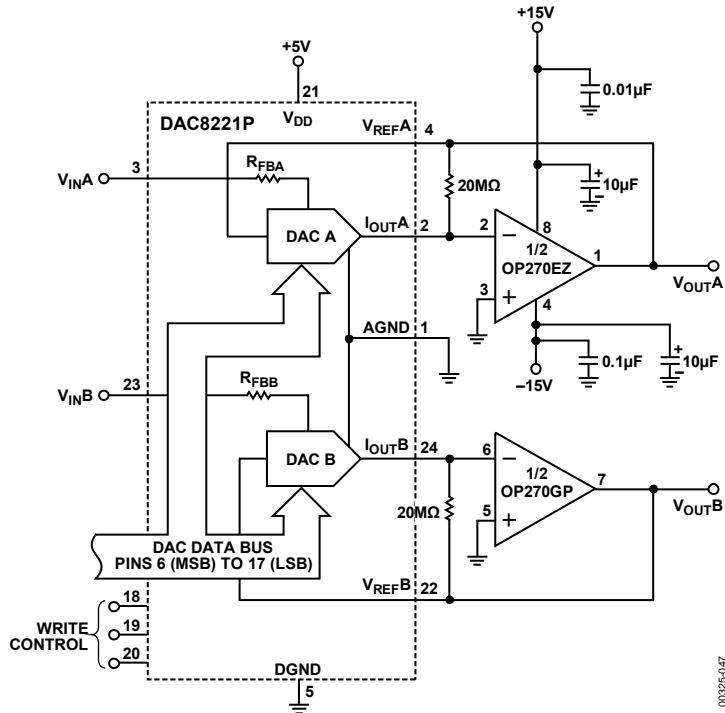 +15V
+5V
0.01µF
21
DAC8221P
VDD
VREFA 4
3
VINA
RFBA
20MΩ
+
10µF
–
8
DAC A
IOUTA 2
2
–
1/2
OP270EZ
1
VOUTA
3
+
4
AGND 1
+
0.1µF
10µF
–
–15V
23
VINB
RFBB
DAC B
IOUTB 24
6
–
1/2
OP270GP
7
VOUTB
5
+
20MΩ
DAC DATA BUS
PINS 6 (MSB) TO 17 (LSB)
VREFB 22
18
WRITE
CONTROL
19
20
DGND
5
00325-047